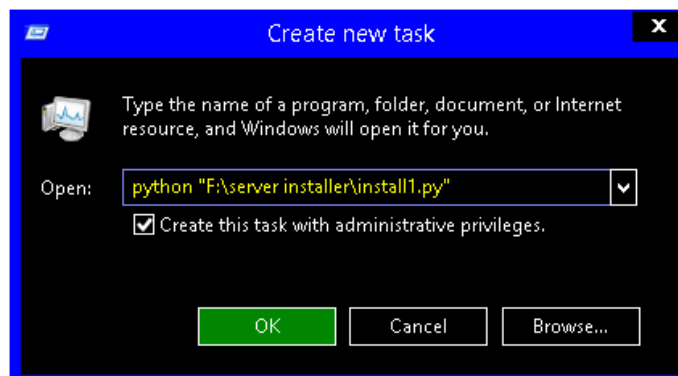 Create new task
x
Type the name of a program, folder, document, or Internet
resource, and Windows will open it for you.
Open: python "F:\server installer\install1.py"
Create this task with administrative privileges.
OK Cancel Browse...